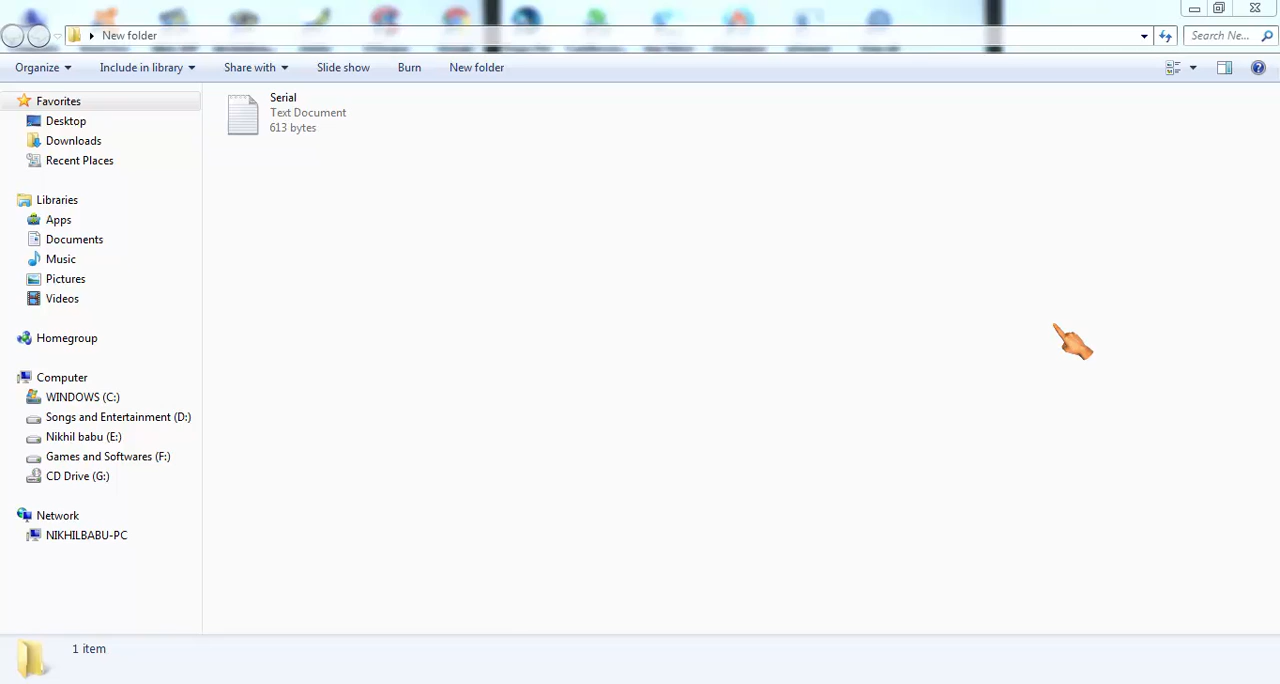 New folder
Search Ne...
Organize
Include in library
Share with
Slide show
Burn
New folder
Favorites
Desktop
Downloads
Recent Places
Libraries
Apps
Documents
Music
Pictures
Videos
Homegroup
Computer
WINDOWS (C:)
Songs and Entertainment (D:)
Nikhil babu (E:)
Games and Softwares (F:)
CD Drive (G:)
Network
NIKHILBABU-PC
Serial
Text Document
613 bytes
1 item